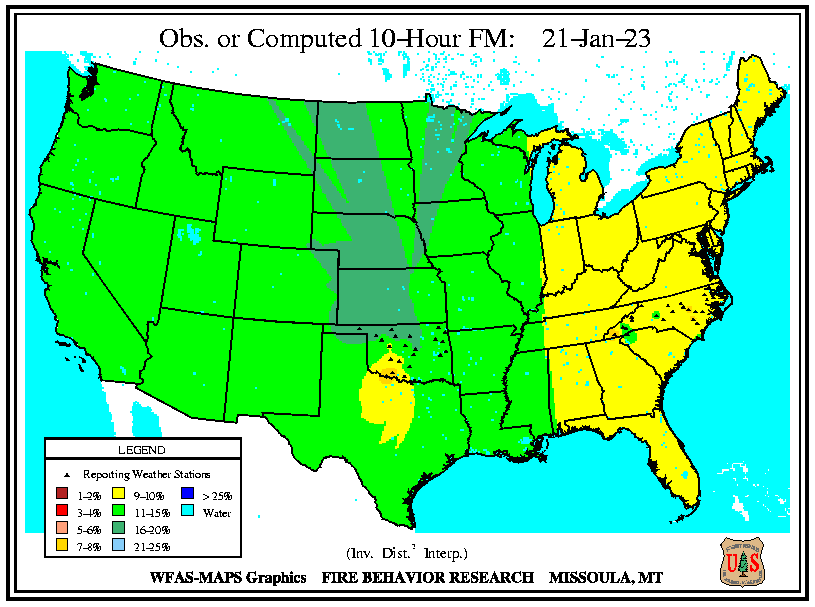 Obs. or Computed 10-Hour FM: 21-Jan-23
LEGEND
Reporting Weather Stations
1-2% 9-10% > 25%
3-4% 11-15% Water
5-6% 16-20%
7-8% 21-25%
(Inv. Dist.² Interp.)
WFAS-MAPS Graphics FIRE BEHAVIOR RESEARCH MISSOULA, MT
U S